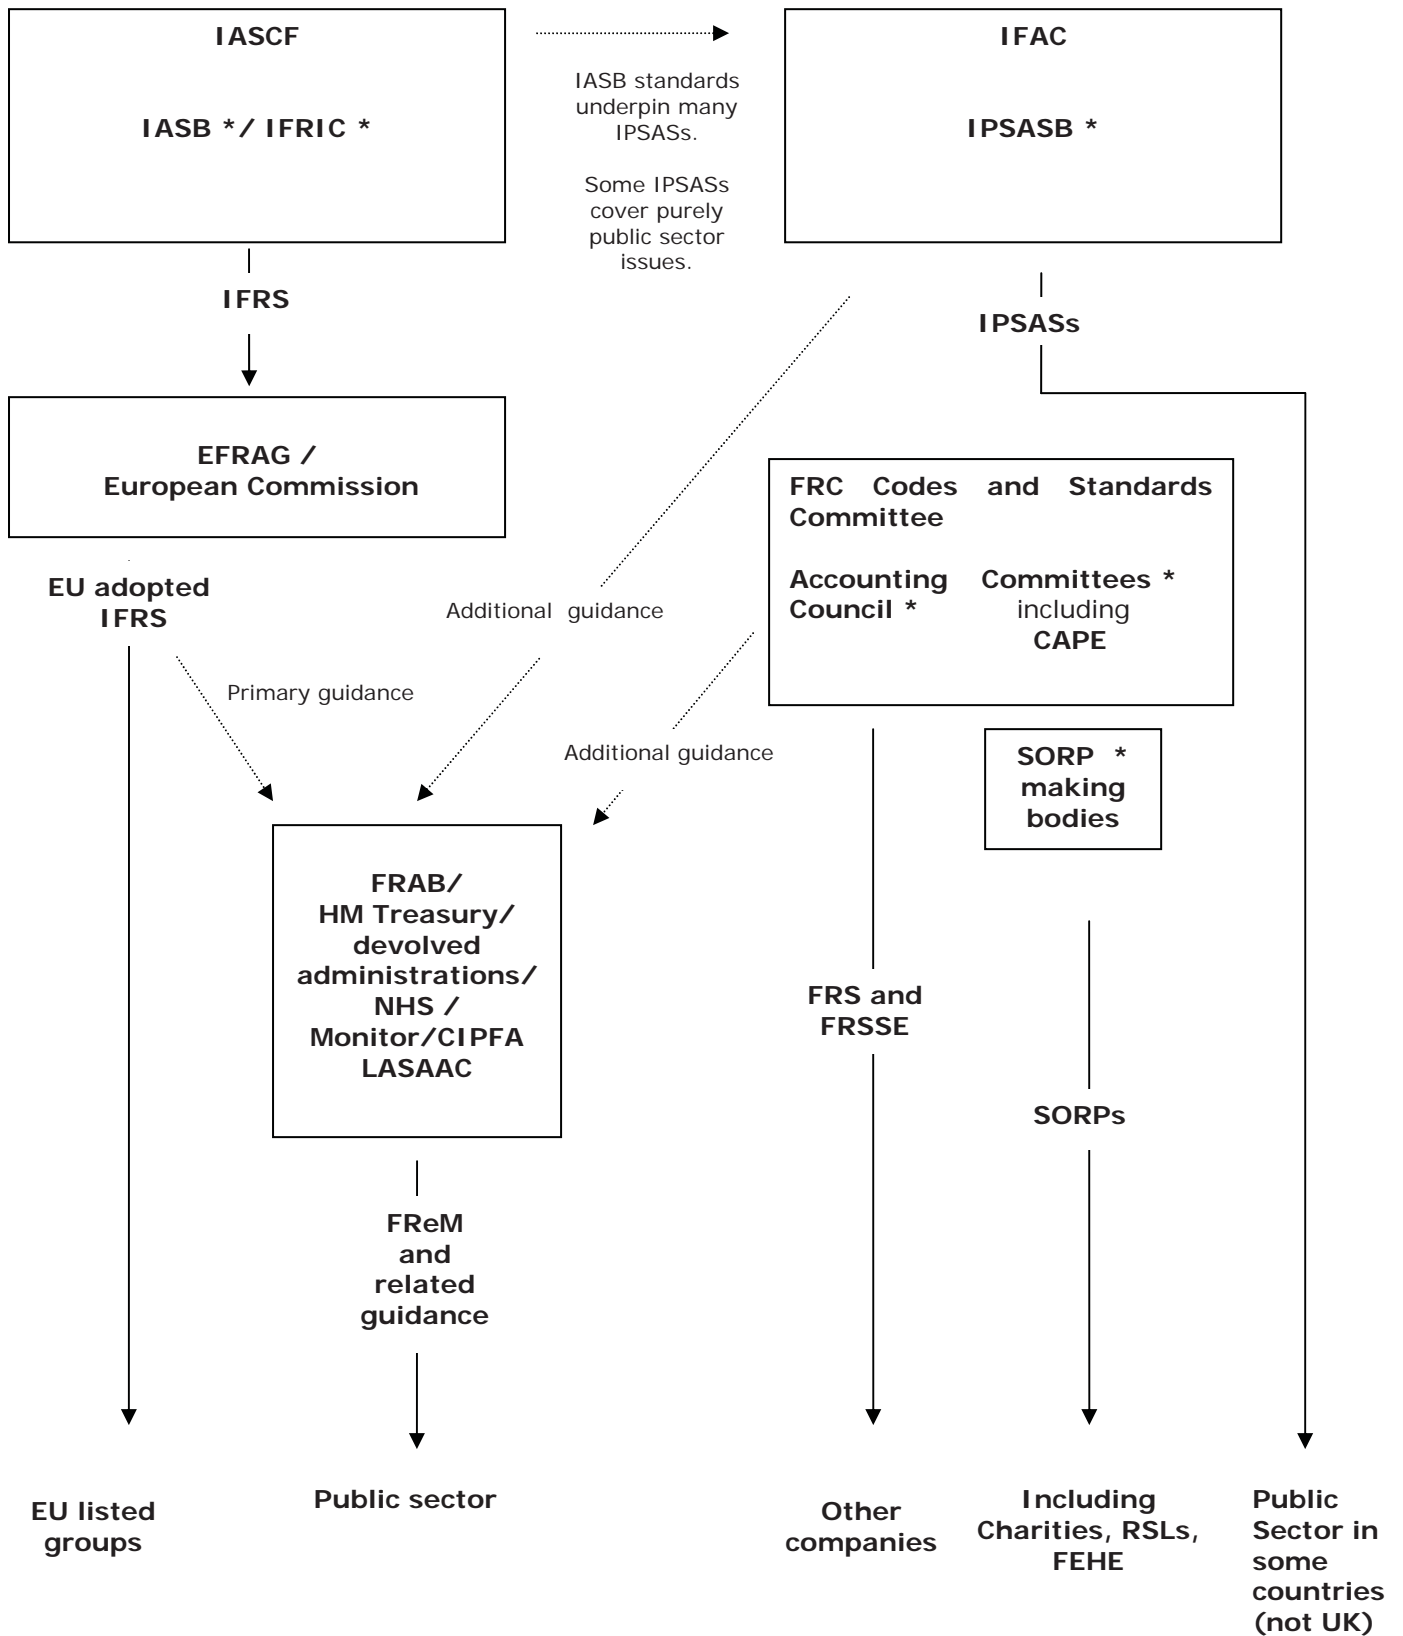 IASCF
IASB */ IFRIC *
IASB standards
underpin many
IPSASs.
Some IPSASs
cover purely
public sector
issues.
IFAC
IPSASB *
IFRS
IPSASs
EFRAG /
European Commission
FRC Codes and Standards
Committee
Accounting
Council *
Committees *
including
CAPE
EU adopted
IFRS
Additional guidance
Primary guidance
Additional guidance
SORP *
making
bodies
FRAB/
HM Treasury/
devolved
administrations/
NHS /
Monitor/CIPFA
LASAAC
FRS and
FRSSE
SORPs
FReM
and
related
guidance
EU listed
groups
Public sector
Other
companies
Including
Charities, RSLs,
FEHE
Public
Sector in
some
countries
(not UK)